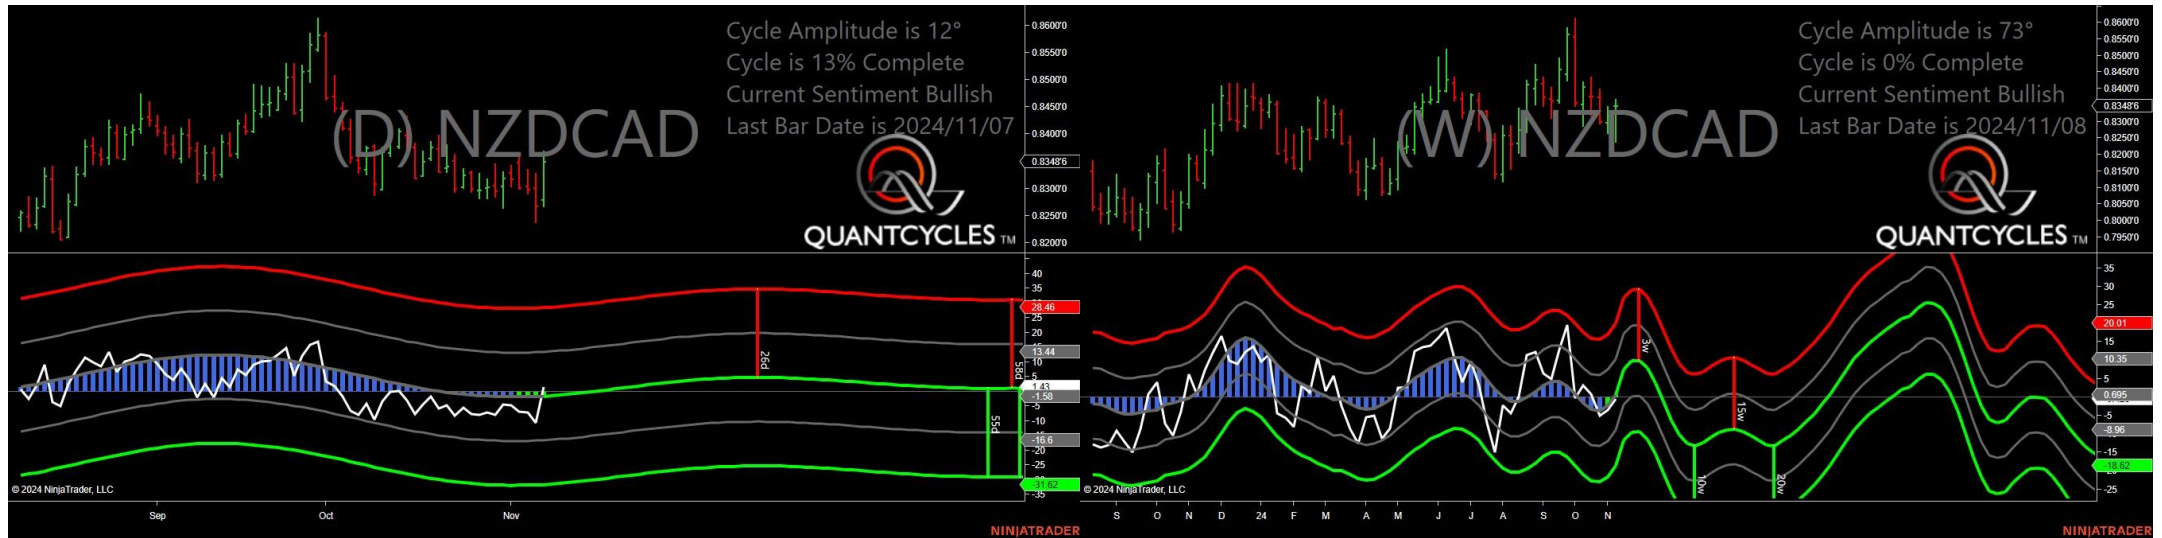 Cycle Amplitude is 12°
Cycle is 13% Complete
Current Sentiment Bullish
Last Bar Date is 2024/11/07
(D) NZDCAD
QUANTCYCLES TM
0.8600'0
0.8550'0
0.8500'0
0.8450'0
0.8400'0
0.8348'6
0.8300'0
0.8250'0
0.8200'0
40
35
28.46
25
20
13.44
10
5
1.43
-1.58
-5
-10
-16.6
-20
-25
-31.62
-35
26d
58d
55d
© 2024 NinjaTrader, LLC
Sep
Oct
Nov
NINJATRADER
Cycle Amplitude is 73°
Cycle is 0% Complete
Current Sentiment Bullish
Last Bar Date is 2024/11/08
(W) NZDCAD
QUANTCYCLES TM
0.8600'0
0.8550'0
0.8500'0
0.8450'0
0.8400'0
0.8348'6
0.8300'0
0.8250'0
0.8200'0
0.8150'0
0.8100'0
0.8050'0
0.8000'0
0.7950'0
35
30
25
20.01
15
10.35
5
0.695
-5
-8.96
-15
-18.62
-25
3w
15w
10w
20w
© 2024 NinjaTrader, LLC
S
O
N
D
24
F
M
A
M
J
J
A
S
O
N
NINJATRADER